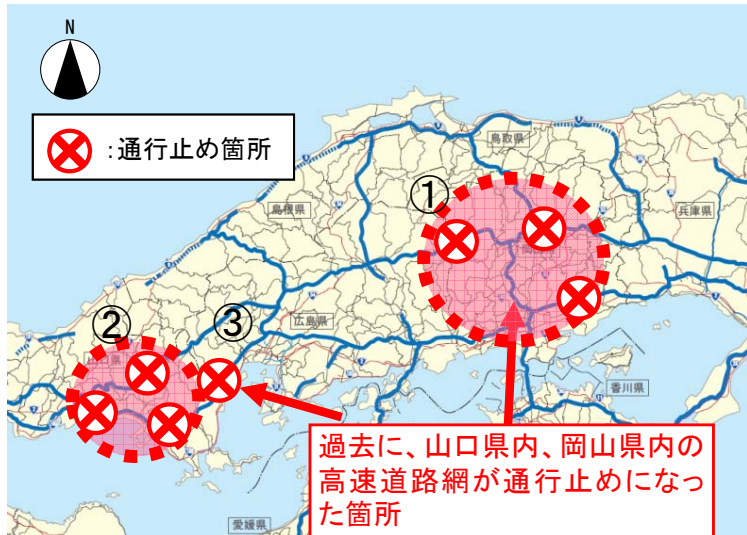 N
:通行止め箇所
鳥取県
①
兵庫県
島根県
③
広島県
②
香川県
過去に、山口県内、岡山県内の
高速道路網が通行止めになっ
た箇所
愛媛県